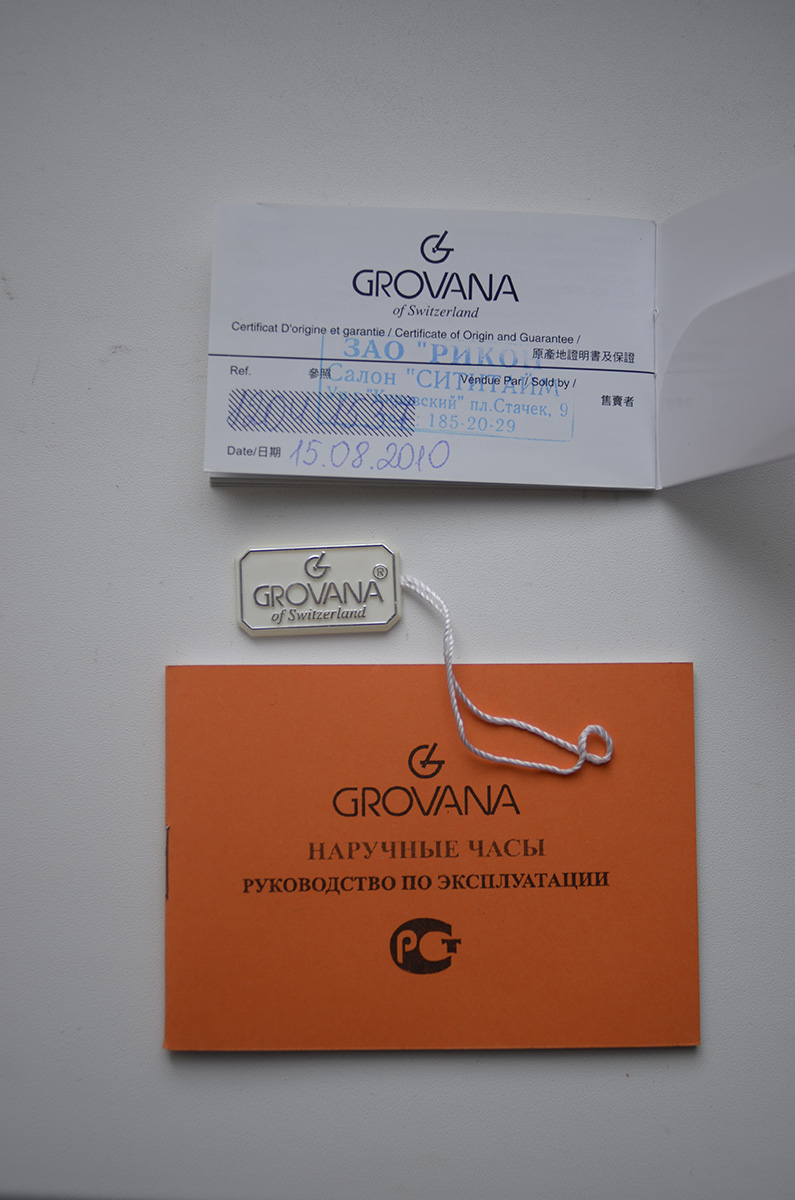 GROVANA
of Switzerland
Certificat D'origine et garantie / Certificate of Origin and Guarantee /
原產地證明書及保證
ЗАО "РИКОН
Ref. 參照 Vendue Par / Sold by / 售賣者
Салон "СИТИТАЙМ
пл.Стачек, 9
185-20-29
Date/日期 15.08.2010
GROVANA®
of Switzerland
GROVANA
НАРУЧНЫЕ ЧАСЫ
РУКОВОДСТВО ПО ЭКСПЛУАТАЦИИ
РСТ